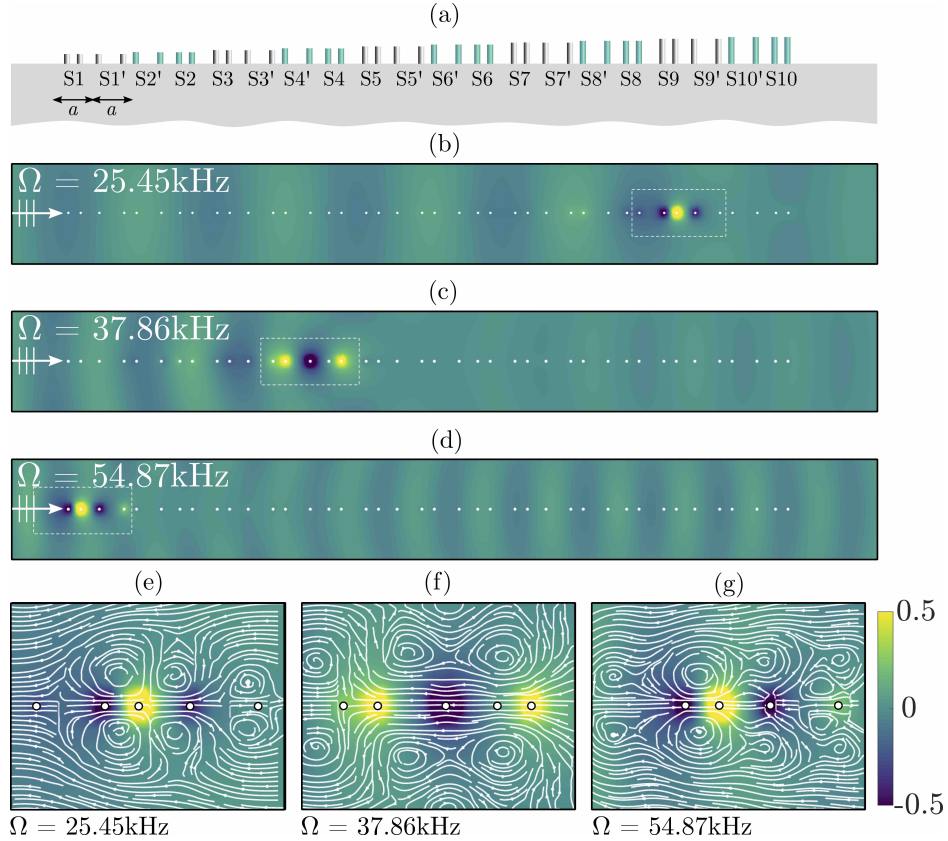 (a)
S1 S1' S2' S2 S3 S3' S4' S4 S5 S5' S6' S6 S7 S7' S8' S8 S9 S9' S10' S10
a a
(b)
Ω = 25.45kHz
(c)
Ω = 37.86kHz
(d)
Ω = 54.87kHz
(e) (f) (g)
0.5
0
-0.5
Ω = 25.45kHz Ω = 37.86kHz Ω = 54.87kHz